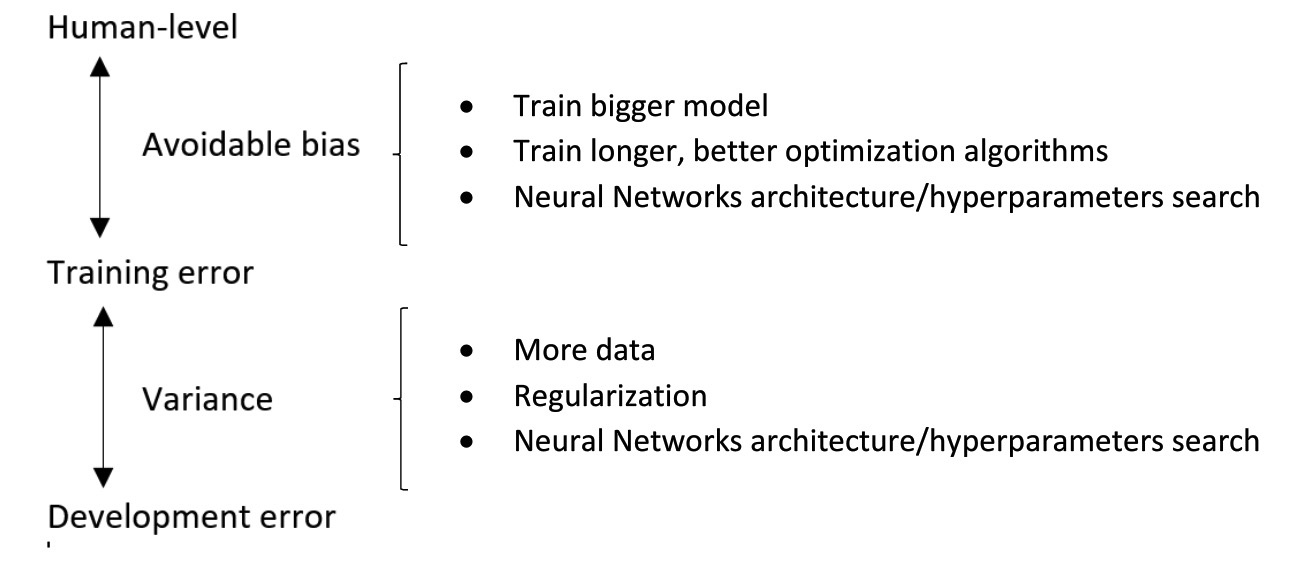 Human-level
Avoidable bias
• Train bigger model
• Train longer, better optimization algorithms
• Neural Networks architecture/hyperparameters search
Training error
Variance
• More data
• Regularization
• Neural Networks architecture/hyperparameters search
Development error